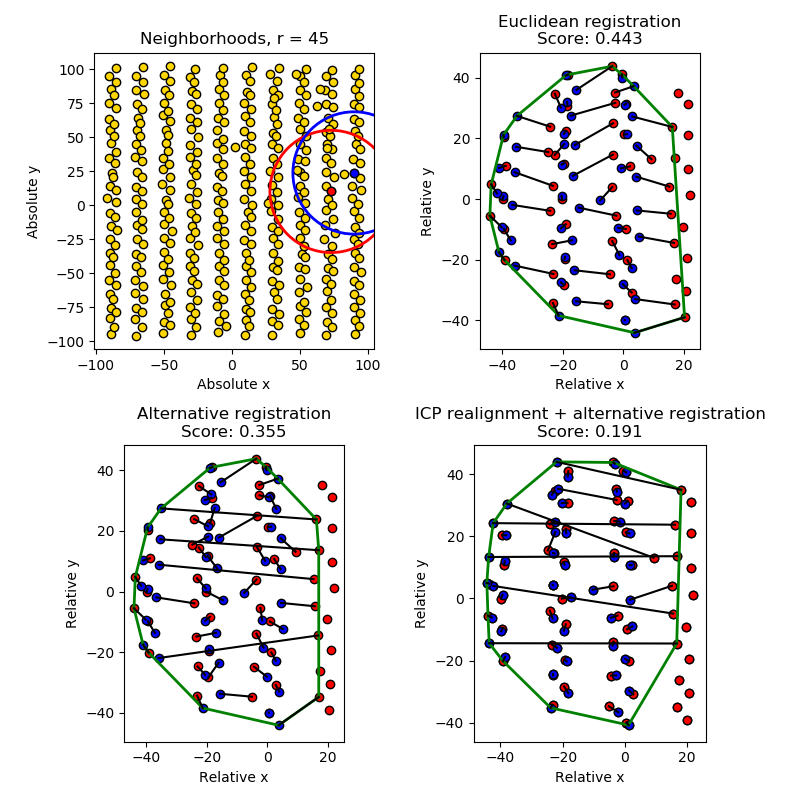 Neighborhoods, r = 45
100
75
50
25
0
−25
−50
−75
−100
Absolute y
−100
−50
0
50
100
Absolute x
Euclidean registration
Score: 0.443
40
20
0
−20
−40
Relative y
−40
−20
0
20
Relative x
Alternative registration
Score: 0.355
40
20
0
−20
−40
Relative y
−40
−20
0
20
Relative x
ICP realignment + alternative registration
Score: 0.191
40
20
0
−20
−40
Relative y
−40
−20
0
20
Relative x